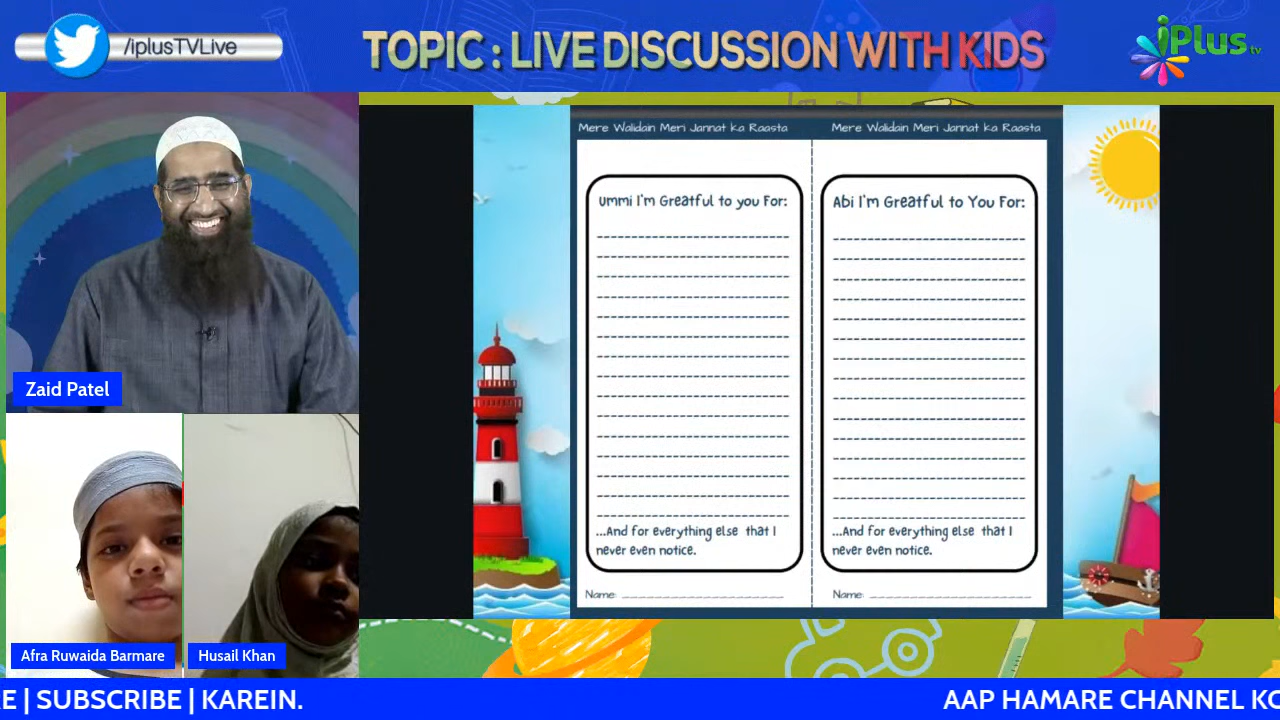 /iplusTVLive
TOPIC : LIVE DISCUSSION WITH KIDS
iPlus tv
Mere Walidain Meri Jannat ka Raasta
Mere Walidain Meri Jannat ka Raasta
Ummi I'm Greatful to you For:
...And for everything else that I
never even notice.
Name:
Abi I'm Greatful to You For:
...And for everything else that I
never even notice.
Name:
Zaid Patel
Afra Ruwaida Barmare
Husail Khan
E | SUBSCRIBE | KAREIN.
AAP HAMARE CHANNEL KO